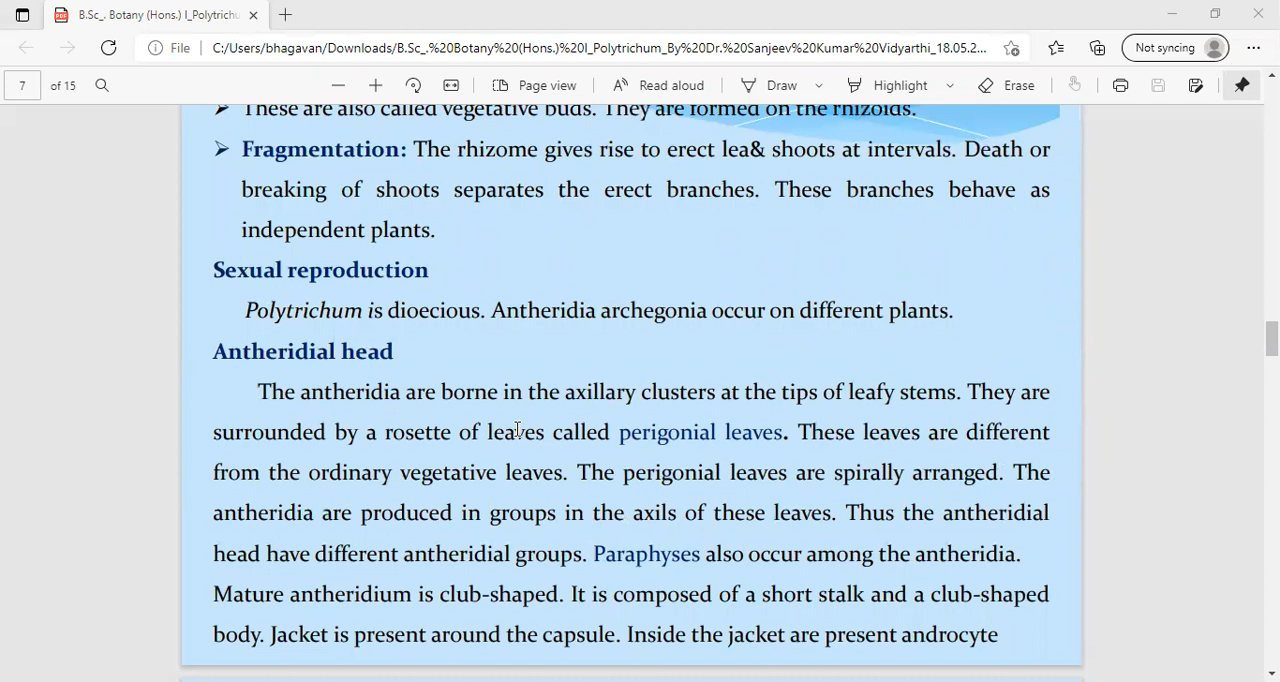 B.Sc_. Botany (Hons.) I_Polytrichu
File C:/Users/bhagavan/Downloads/B.Sc_.%20Botany%20(Hons.)%20I_Polytrichum_By%20Dr.%20Sanjeev%20Kumar%20Vidyarthi_18.05.2... Not syncing
7 of 15 Page view Read aloud Draw Highlight Erase
These are also called vegetative buds. They are formed on the rhizoids.
Fragmentation: The rhizome gives rise to erect lea& shoots at intervals. Death or
breaking of shoots separates the erect branches. These branches behave as
independent plants.
Sexual reproduction
Polytrichum is dioecious. Antheridia archegonia occur on different plants.
Antheridial head
The antheridia are borne in the axillary clusters at the tips of leafy stems. They are
surrounded by a rosette of leaves called perigonial leaves. These leaves are different
from the ordinary vegetative leaves. The perigonial leaves are spirally arranged. The
antheridia are produced in groups in the axils of these leaves. Thus the antheridial
head have different antheridial groups. Paraphyses also occur among the antheridia.
Mature antheridium is club-shaped. It is composed of a short stalk and a club-shaped
body. Jacket is present around the capsule. Inside the jacket are present androcyte